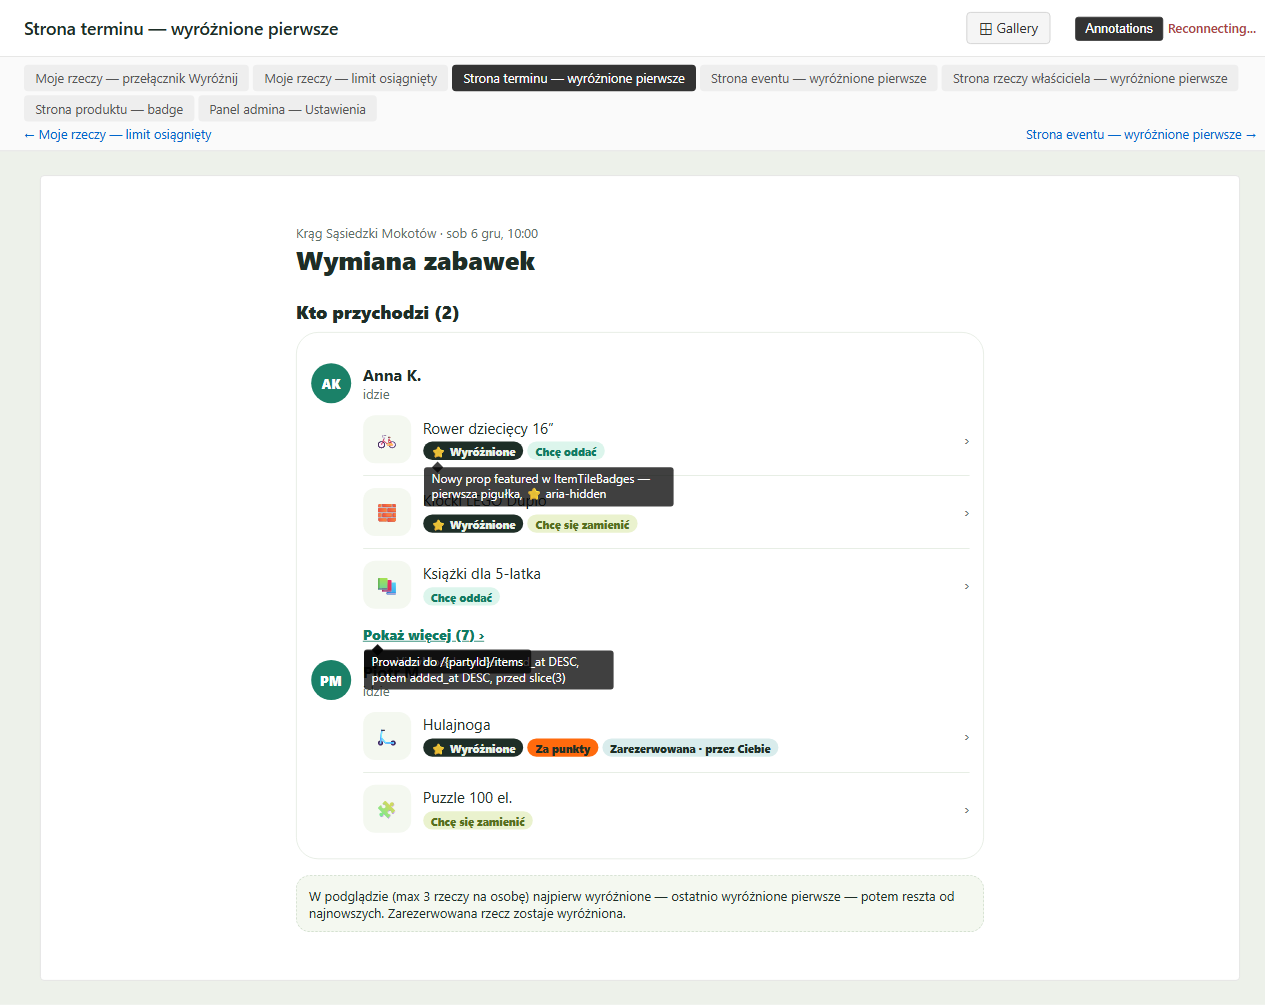 Strona terminu — wyróżnione pierwsze
Gallery
Annotations
Reconnecting...
Moje rzeczy — przełącznik Wyróżnij
Moje rzeczy — limit osiągnięty
Strona terminu — wyróżnione pierwsze
Strona eventu — wyróżnione pierwsze
Strona rzeczy właściciela — wyróżnione pierwsze
Strona produktu — badge
Panel admina — Ustawienia
← Moje rzeczy — limit osiągnięty
Strona eventu — wyróżnione pierwsze →
Krąg Sąsiedzki Mokotów · sob 6 gru, 10:00
Wymiana zabawek
Kto przychodzi (2)
AK
Anna K.
idzie
Rower dziecięcy 16”
⭐ Wyróżnione
Chcę oddać
Nowy prop featured w ItemTileBadges —
pierwsza pigułka, ⭐ aria-hidden
Klocki LEGO Duplo
⭐ Wyróżnione
Chcę się zamienić
Książki dla 5-latka
Chcę oddać
Pokaż więcej (7) ›
Prowadzi do /{partyId}/items
_at DESC,
potem added_at DESC, przed slice(3)
PM
idzie
Hulajnoga
⭐ Wyróżnione
Za punkty
Zarezerwowana · przez Ciebie
Puzzle 100 el.
Chcę się zamienić
W podglądzie (max 3 rzeczy na osobę) najpierw wyróżnione — ostatnio wyróżnione pierwsze — potem reszta od
najnowszych. Zarezerwowana rzecz zostaje wyróżniona.